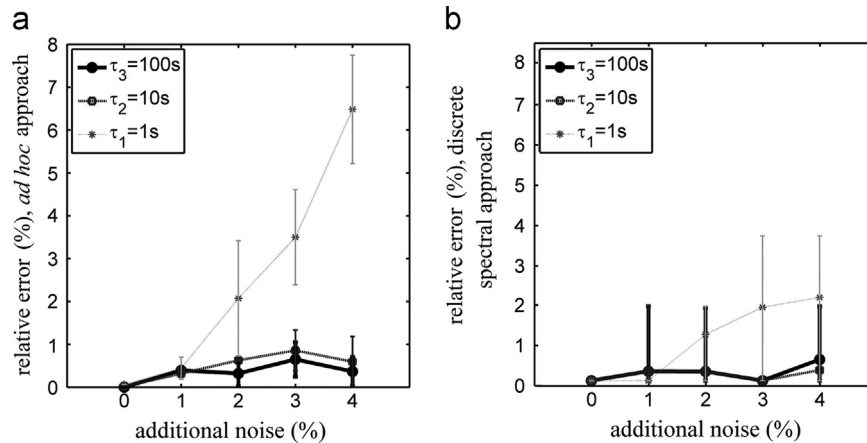 a
relative error (%), ad hoc approach
8
7
6
5
4
3
2
1
0
τ3=100s
τ2=10s
τ1=1s
0 1 2 3 4
additional noise (%)
b
relative error (%), discrete
spectral approach
8
7
6
5
4
3
2
1
0
τ3=100s
τ2=10s
τ1=1s
0 1 2 3 4
additional noise (%)